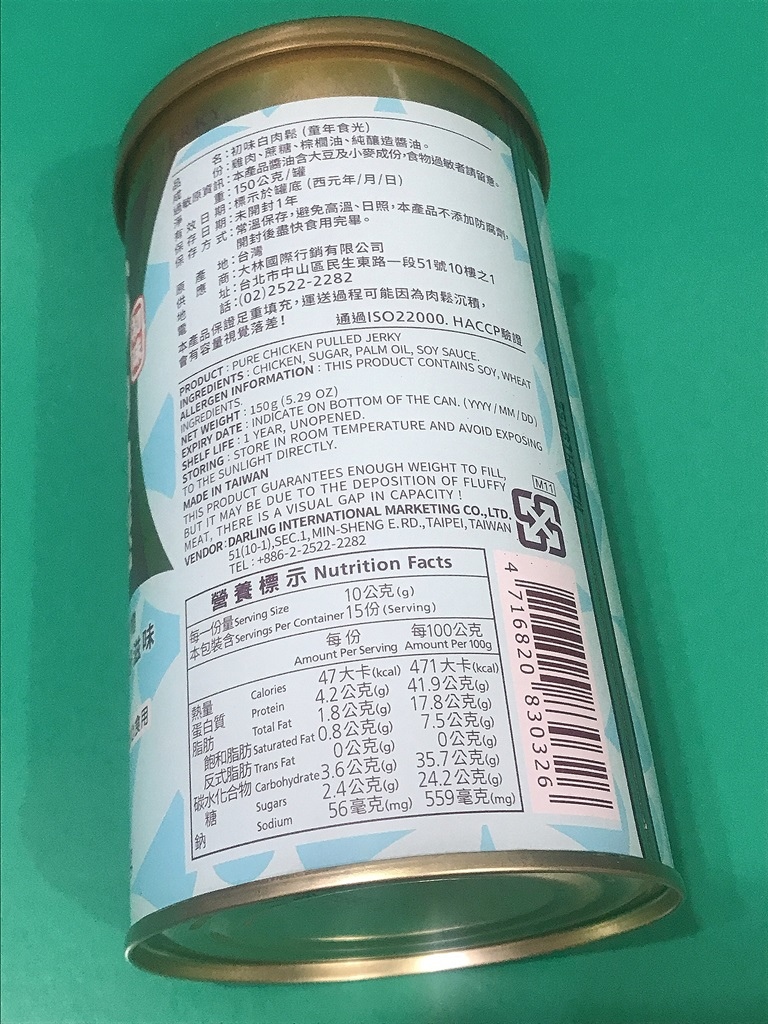 品名：初味白肉鬆 (童年食光)
成份：雞肉、蔗糖、棕櫚油、純釀造醬油。
過敏原資訊：本產品醬油含大豆及小麥成份，食物過敏者請留意。
淨重：150公克/罐
有效日期：標示於罐底 (西元年/月/日)
保存日期：未開封1年
保存方式：常溫保存，避免高溫、日照，本產品不添加防腐劑，
開封後盡快食用完畢。
原產地：台灣
供應商：大林國際行銷有限公司
地址：台北市中山區民生東路一段51號10樓之1
電話：(02)2522-2282
本產品保證足重填充，運送過程可能因為肉鬆沉積，
會有容量視覺落差！ 通過ISO22000. HACCP驗證
PRODUCT : PURE CHICKEN PULLED JERKY
INGREDIENTS : CHICKEN, SUGAR, PALM OIL, SOY SAUCE.
ALLERGEN INFORMATION : THIS PRODUCT CONTAINS SOY, WHEAT
INGREDIENTS.
NET WEIGHT : 150g (5.29 OZ)
EXPIRY DATE : INDICATE ON BOTTOM OF THE CAN. (YYYY/MM/DD)
SHELF LIFE : 1 YEAR, UNOPENED.
STORING : STORE IN ROOM TEMPERATURE AND AVOID EXPOSING
TO THE SUNLIGHT DIRECTLY.
MADE IN TAIWAN
THIS PRODUCT GUARANTEES ENOUGH WEIGHT TO FILL,
BUT IT MAY BE DUE TO THE DEPOSITION OF FLUFFY
MEAT, THERE IS A VISUAL GAP IN CAPACITY !
VENDOR : DARLING INTERNATIONAL MARKETING CO.,LTD.
51(10-1),SEC.1, MIN-SHENG E. RD.,TAIPEI, TAIWAN
TEL : +886-2-2522-2282
M11
營養標示 Nutrition Facts
每一份量 Serving Size 10公克(g)
本包裝含 Servings Per Container 15份 (Serving)
每份 每100公克
Amount Per Serving Amount Per 100g
熱量 Calories 47大卡(kcal) 471大卡(kcal)
蛋白質 Protein 4.2公克(g) 41.9公克(g)
脂肪 Total Fat 1.8公克(g) 17.8公克(g)
飽和脂肪 Saturated Fat 0.8公克(g) 7.5公克(g)
反式脂肪 Trans Fat 0公克(g) 0公克(g)
碳水化合物 Carbohydrate 3.6公克(g) 35.7公克(g)
糖 Sugars 2.4公克(g) 24.2公克(g)
鈉 Sodium 56毫克(mg) 559毫克(mg)
4 716820 830326
滋味
食用